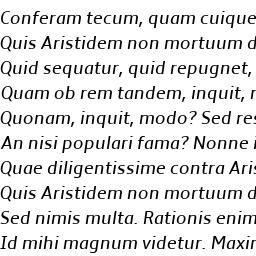 Conferam tecum, quam cuique
Quis Aristidem non mortuum d
Quid sequatur, quid repugnet,
Quam ob rem tandem, inquit, r
Quonam, inquit, modo? Sed res
An nisi populari fama? Nonne i
Quae diligentissime contra Aris
Quis Aristidem non mortuum d
Sed nimis multa. Rationis enim
Id mihi magnum videtur. Maxir